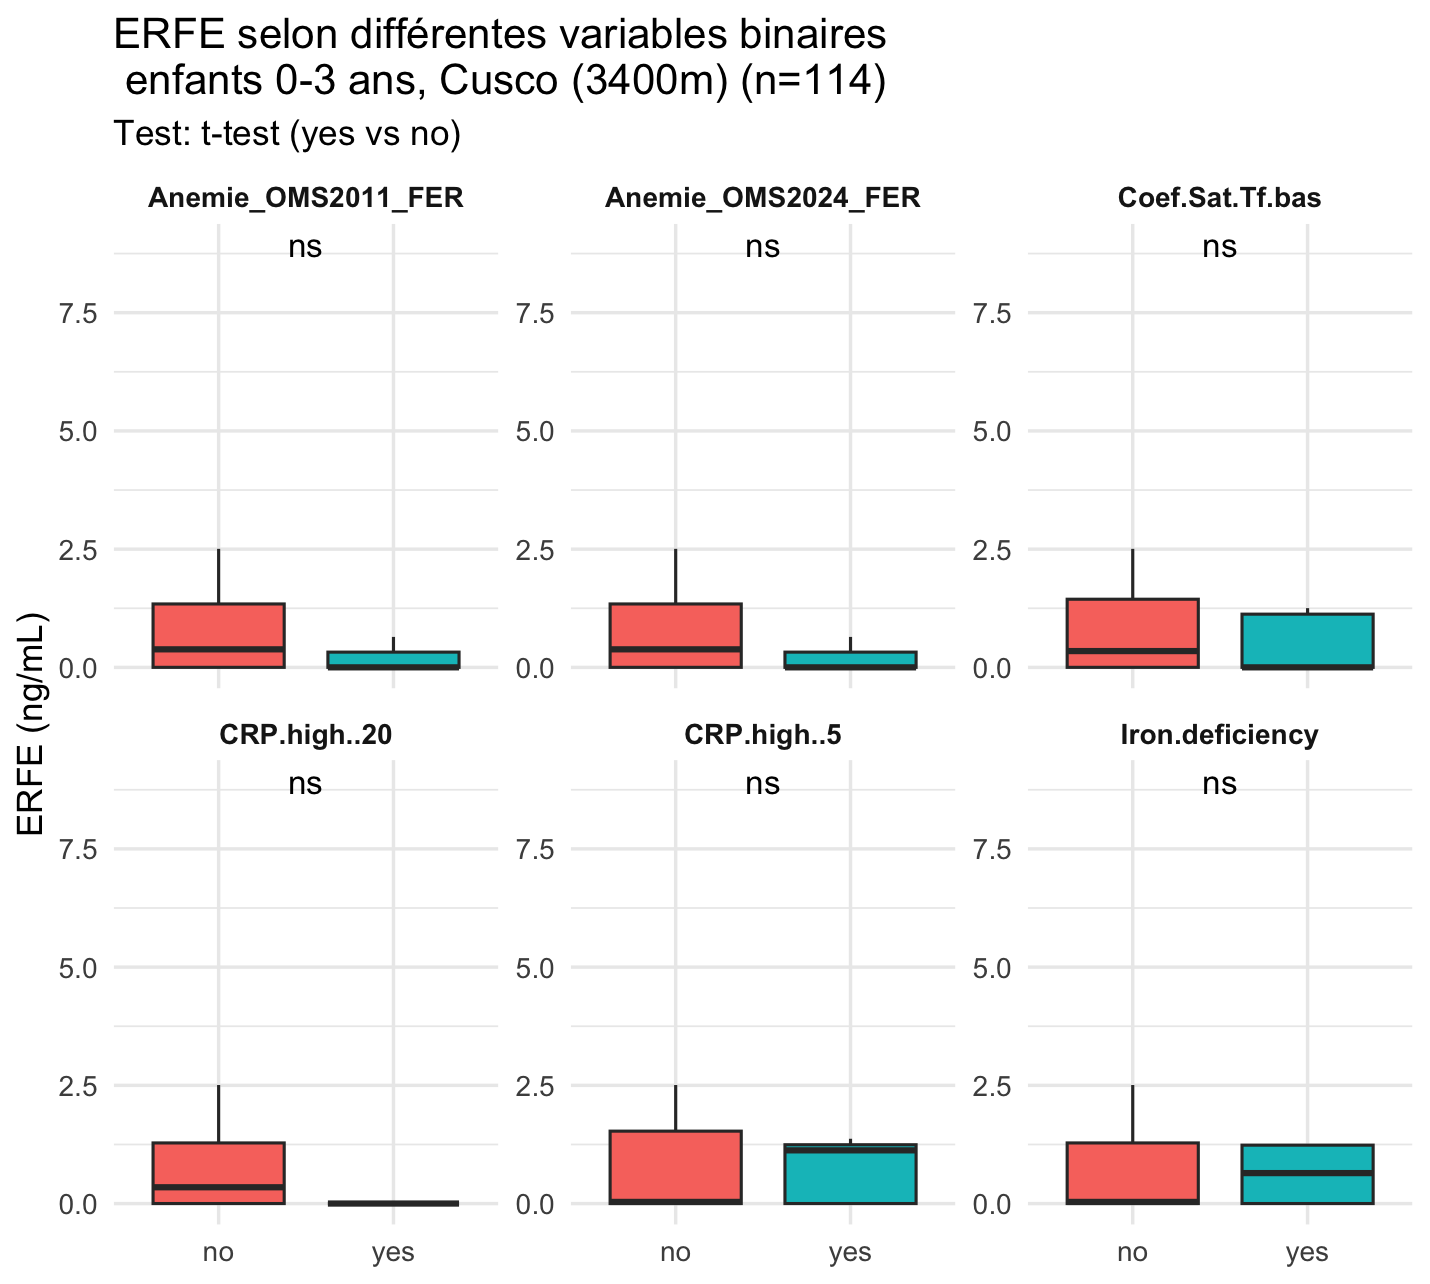 ERFE selon différentes variables binaires
enfants 0-3 ans, Cusco (3400m) (n=114)
Test: t-test (yes vs no)
Anemie_OMS2011_FER
Anemie_OMS2024_FER
Coef.Sat.Tf.bas
ns
ns
ns
7.5
5.0
2.5
0.0
7.5
5.0
2.5
0.0
7.5
5.0
2.5
0.0
ERFE (ng/mL)
CRP.high..20
CRP.high..5
Iron.deficiency
ns
ns
ns
7.5
5.0
2.5
0.0
7.5
5.0
2.5
0.0
7.5
5.0
2.5
0.0
no
yes
no
yes
no
yes